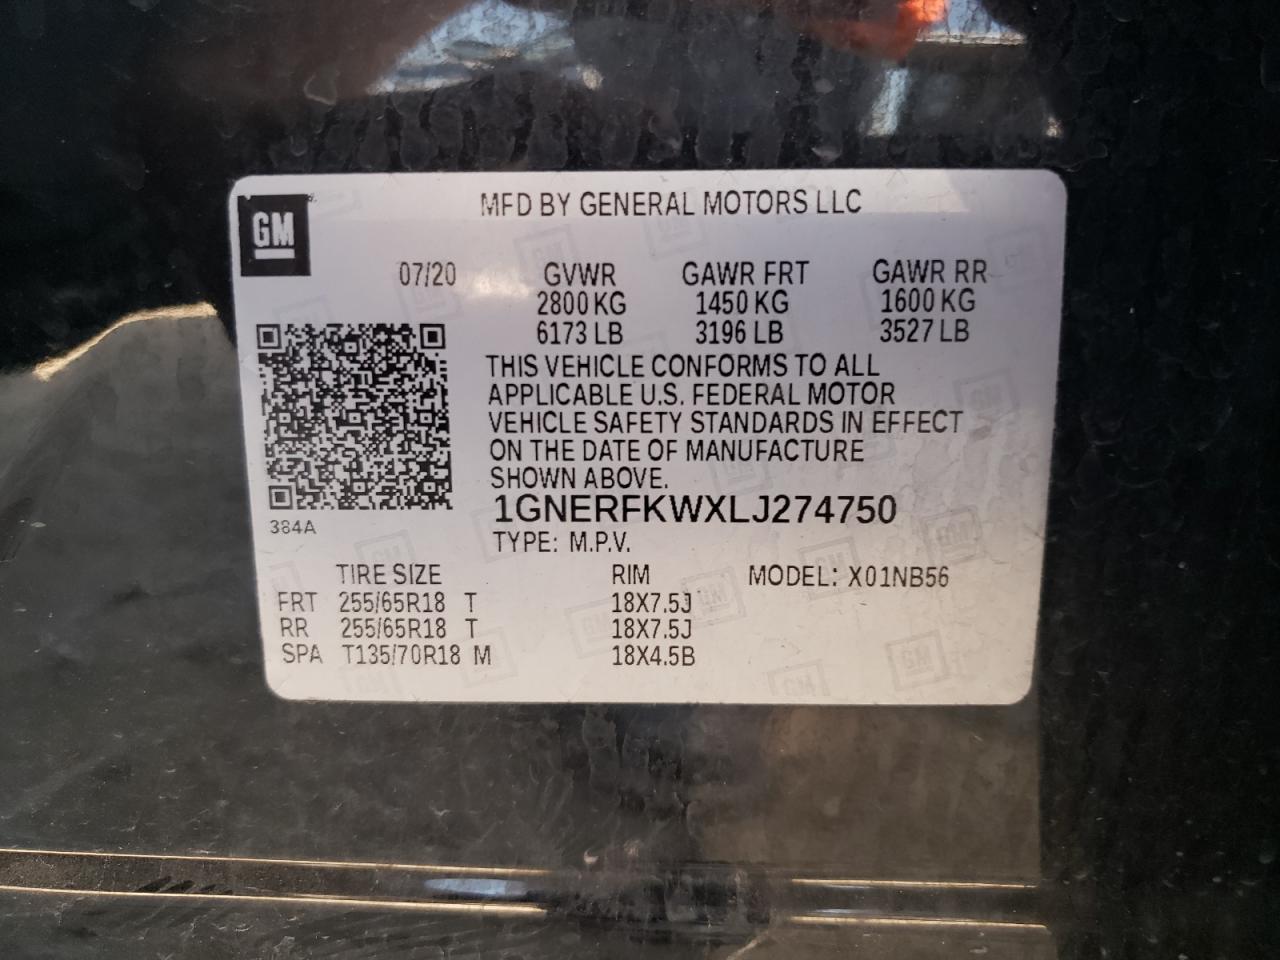 GM
MFD BY GENERAL MOTORS LLC
07/20 GVWR GAWR FRT GAWR RR
2800 KG 1450 KG 1600 KG
6173 LB 3196 LB 3527 LB
THIS VEHICLE CONFORMS TO ALL
APPLICABLE U.S. FEDERAL MOTOR
VEHICLE SAFETY STANDARDS IN EFFECT
ON THE DATE OF MANUFACTURE
SHOWN ABOVE.
1GNERFKWXLJ274750
384A
TYPE: M.P.V.
TIRE SIZE RIM MODEL: X01NB56
FRT 255/65R18 T 18X7.5J
RR 255/65R18 T 18X7.5J
SPA T135/70R18 M 18X4.5B